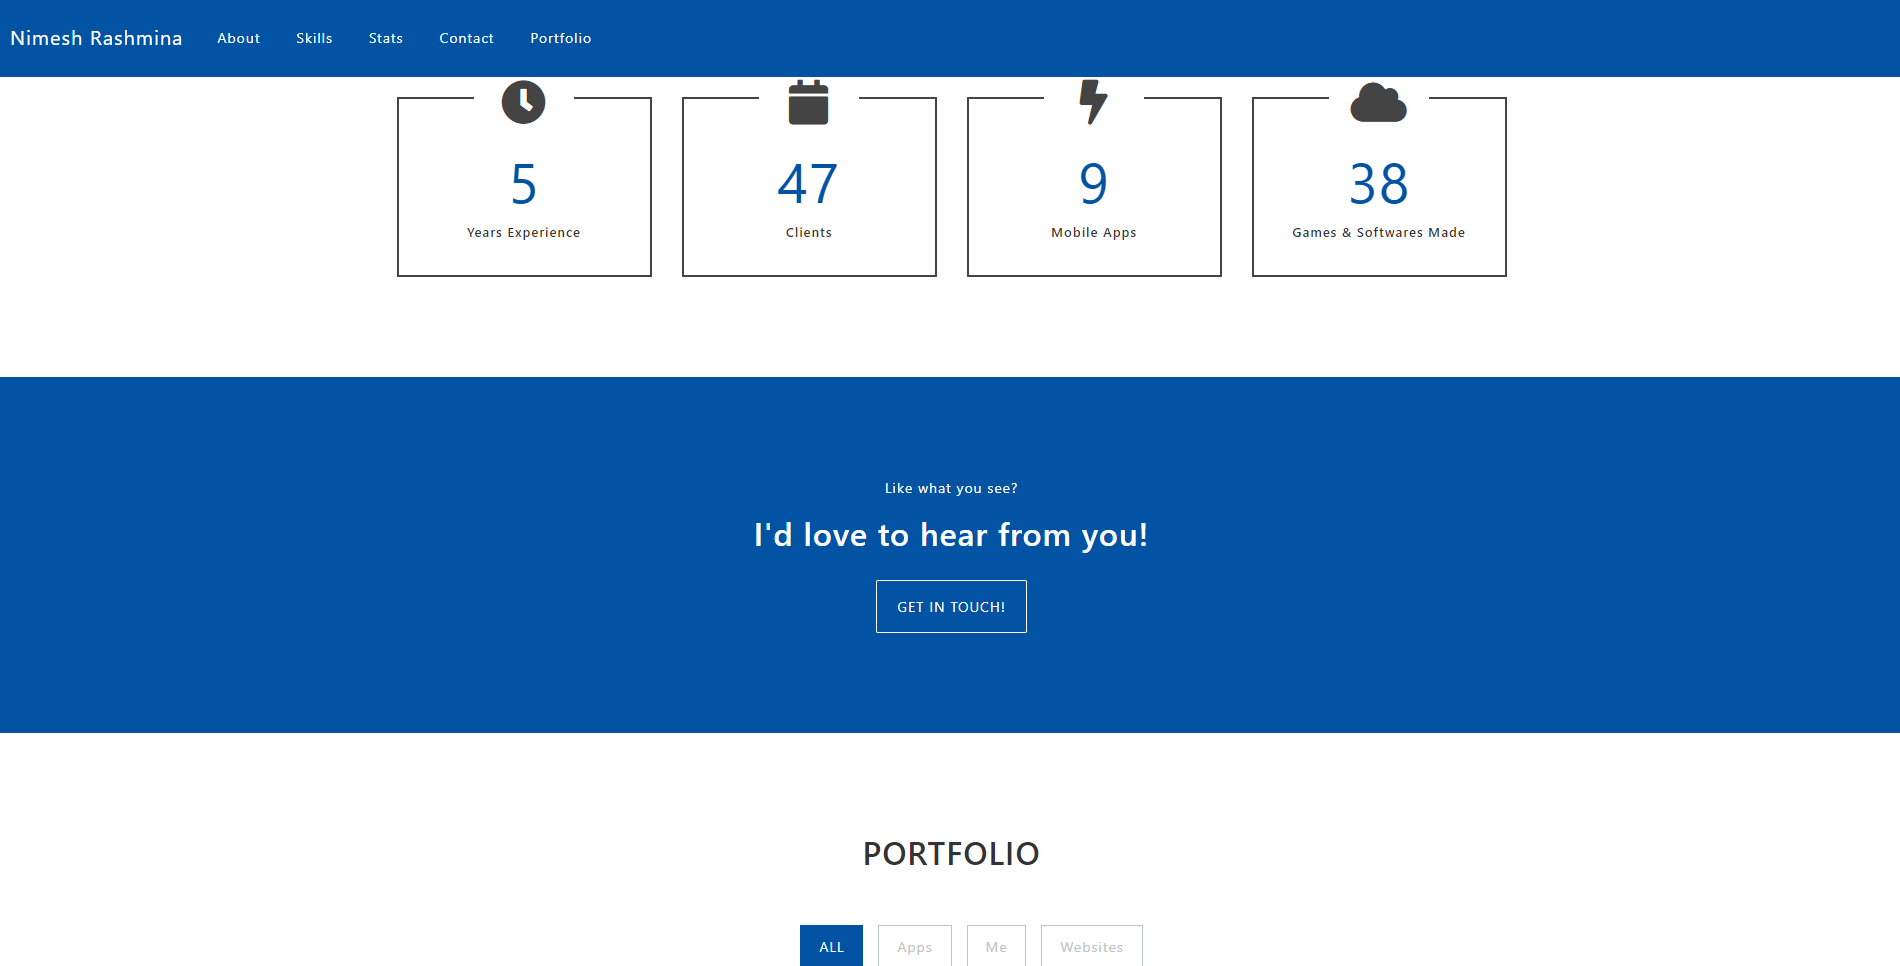 Nimesh Rashmina About Skills Stats Contact Portfolio
5 47 9 38
Years Experience Clients Mobile Apps Games & Softwares Made
Like what you see?
I'd love to hear from you!
GET IN TOUCH!
PORTFOLIO
ALL Apps Me Websites